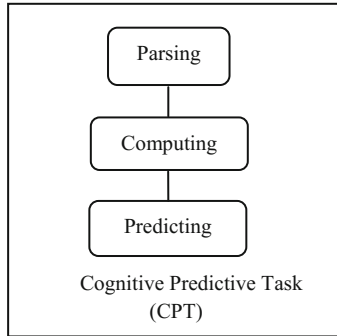 Parsing
Computing
Predicting
Cognitive Predictive Task
(CPT)